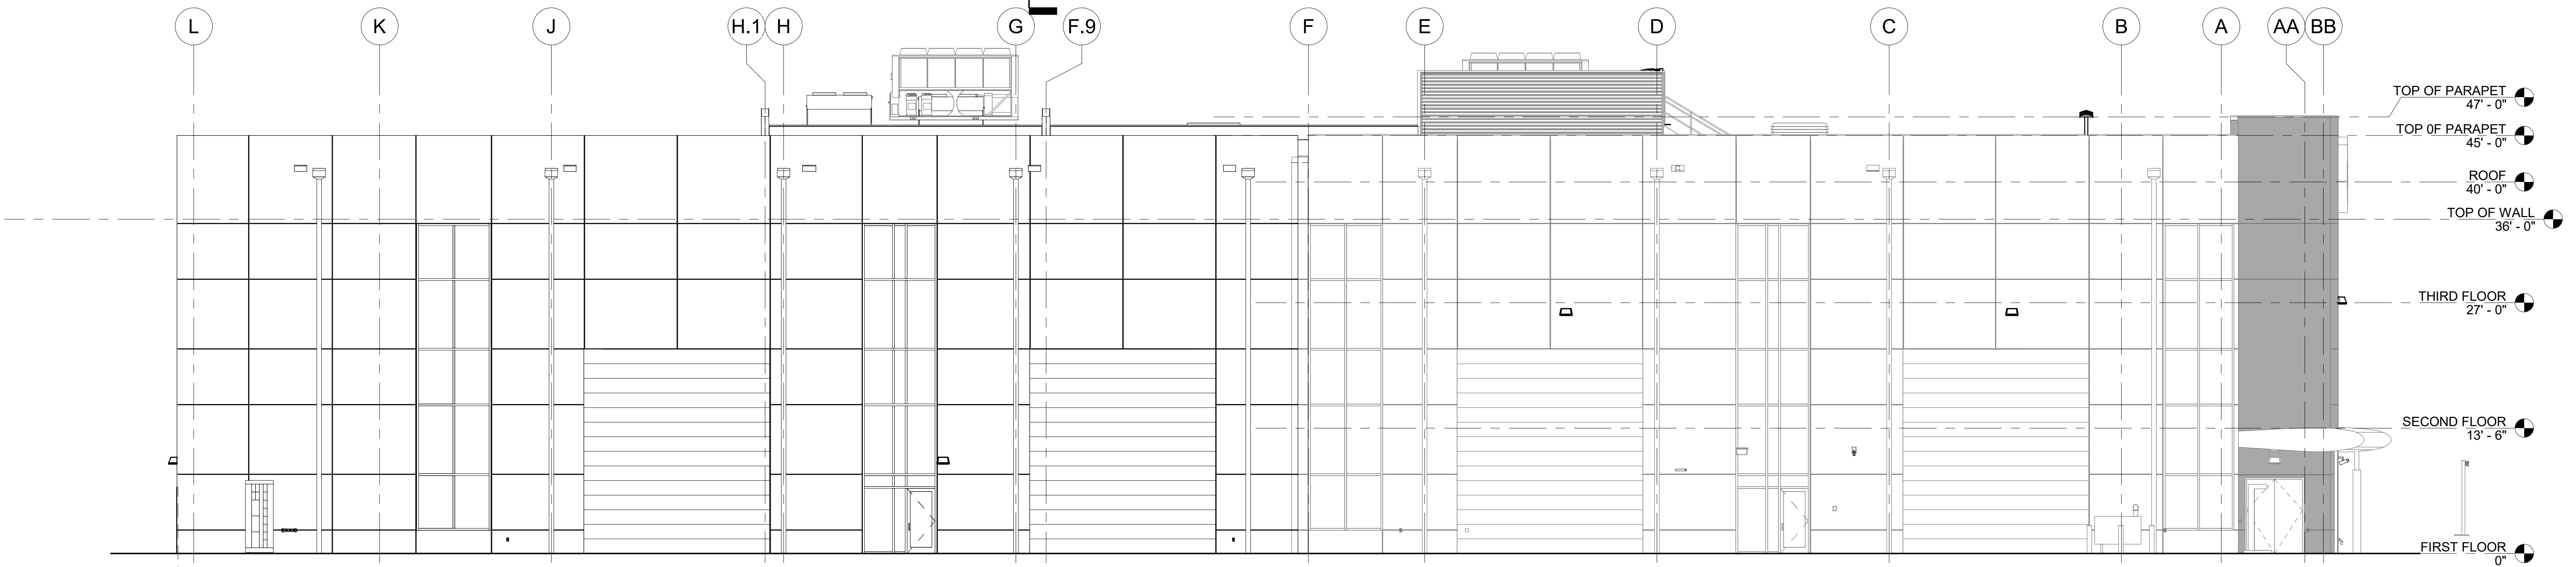 L K J H.1 H G F.9 F E D C B A AA BB
TOP OF PARAPET
47' - 0"
TOP 0F PARAPET
45' - 0"
ROOF
40' - 0"
TOP OF WALL
36' - 0"
THIRD FLOOR
27' - 0"
SECOND FLOOR
13' - 6"
FIRST FLOOR
0"